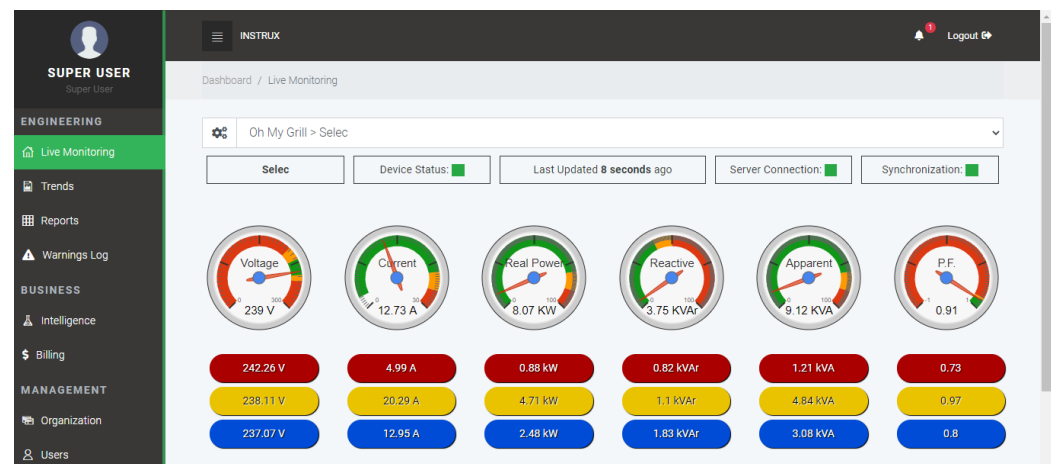 SUPER USER
Super User
ENGINEERING
Live Monitoring
Trends
Reports
Warnings Log
BUSINESS
Intelligence
$ Billing
MANAGEMENT
Organization
Users
INSTRUX
1
Logout
Dashboard / Live Monitoring
Oh My Grill > Selec
Selec
Device Status:
Last Updated 8 seconds ago
Server Connection:
Synchronization:
Voltage
0 300
239 V
Current
0 30
12.73 A
Real Power
0 100
8.07 KW
Reactive
0 100
3.75 KVAr
Apparent
0 100
9.12 KVA
P.F.
-1 1
0.91
242.26 V 4.99 A 0.88 kW 0.82 kVAr 1.21 kVA 0.73
238.11 V 20.29 A 4.71 kW 1.1 kVAr 4.84 kVA 0.97
237.07 V 12.95 A 2.48 kW 1.83 kVAr 3.08 kVA 0.8